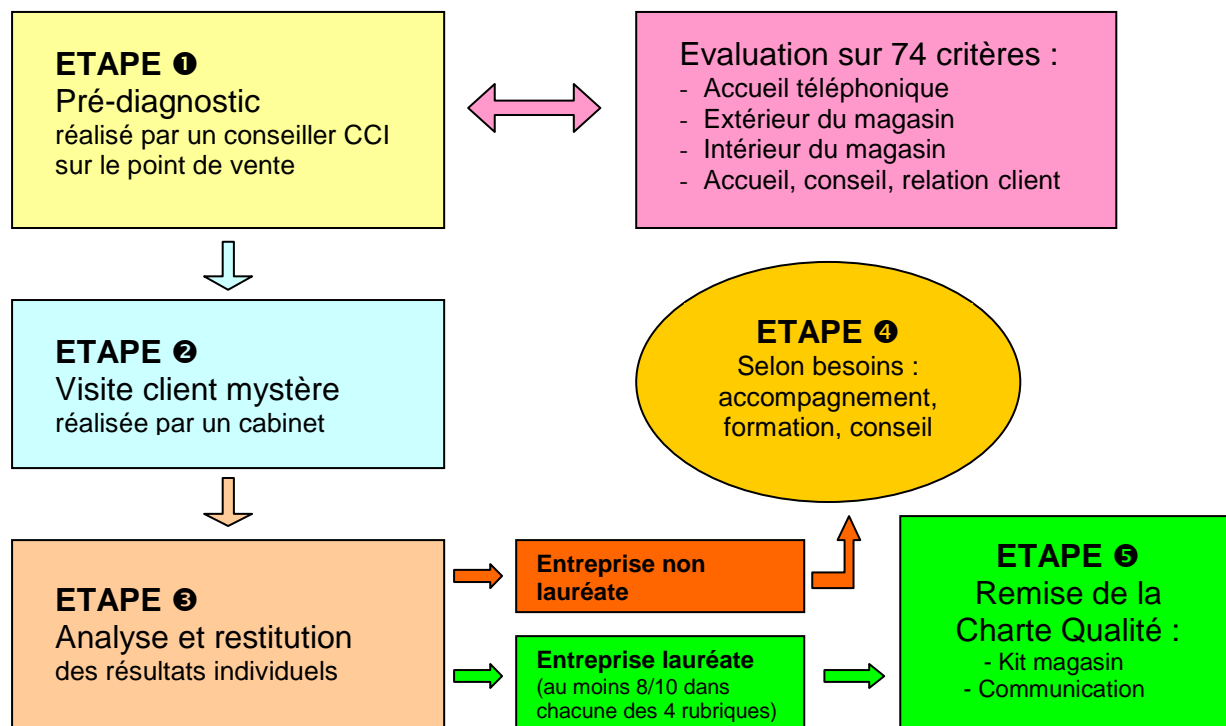 ETAPE ❶
Pré-diagnostic
réalisé par un conseiller CCI
sur le point de vente
Evaluation sur 74 critères :
- Accueil téléphonique
- Extérieur du magasin
- Intérieur du magasin
- Accueil, conseil, relation client
ETAPE ❷
Visite client mystère
réalisée par un cabinet
ETAPE ❹
Selon besoins :
accompagnement,
formation, conseil
ETAPE ❸
Analyse et restitution
des résultats individuels
Entreprise non
lauréate
Entreprise lauréate
(au moins 8/10 dans
chacune des 4 rubriques)
ETAPE ❺
Remise de la
Charte Qualité :
- Kit magasin
- Communication